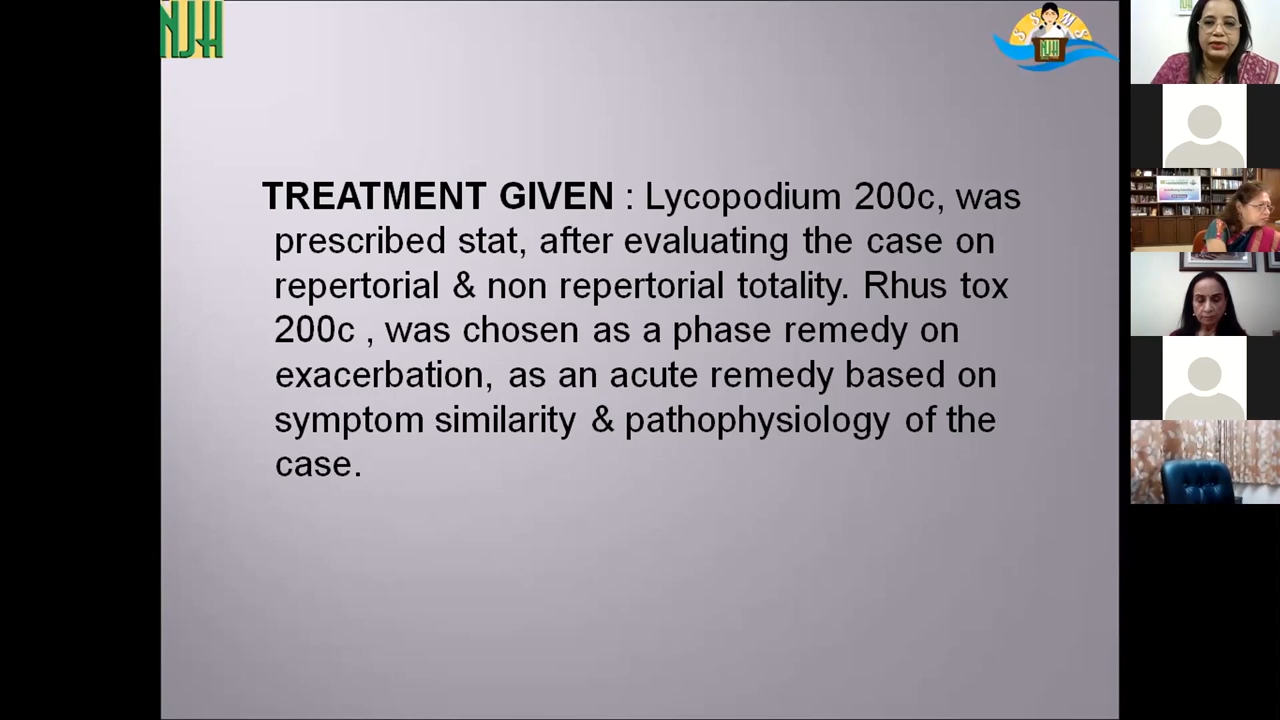 NJH
S S M S
NJH
TREATMENT GIVEN : Lycopodium 200c, was
prescribed stat, after evaluating the case on
repertorial & non repertorial totality. Rhus tox
200c , was chosen as a phase remedy on
exacerbation, as an acute remedy based on
symptom similarity & pathophysiology of the
case.